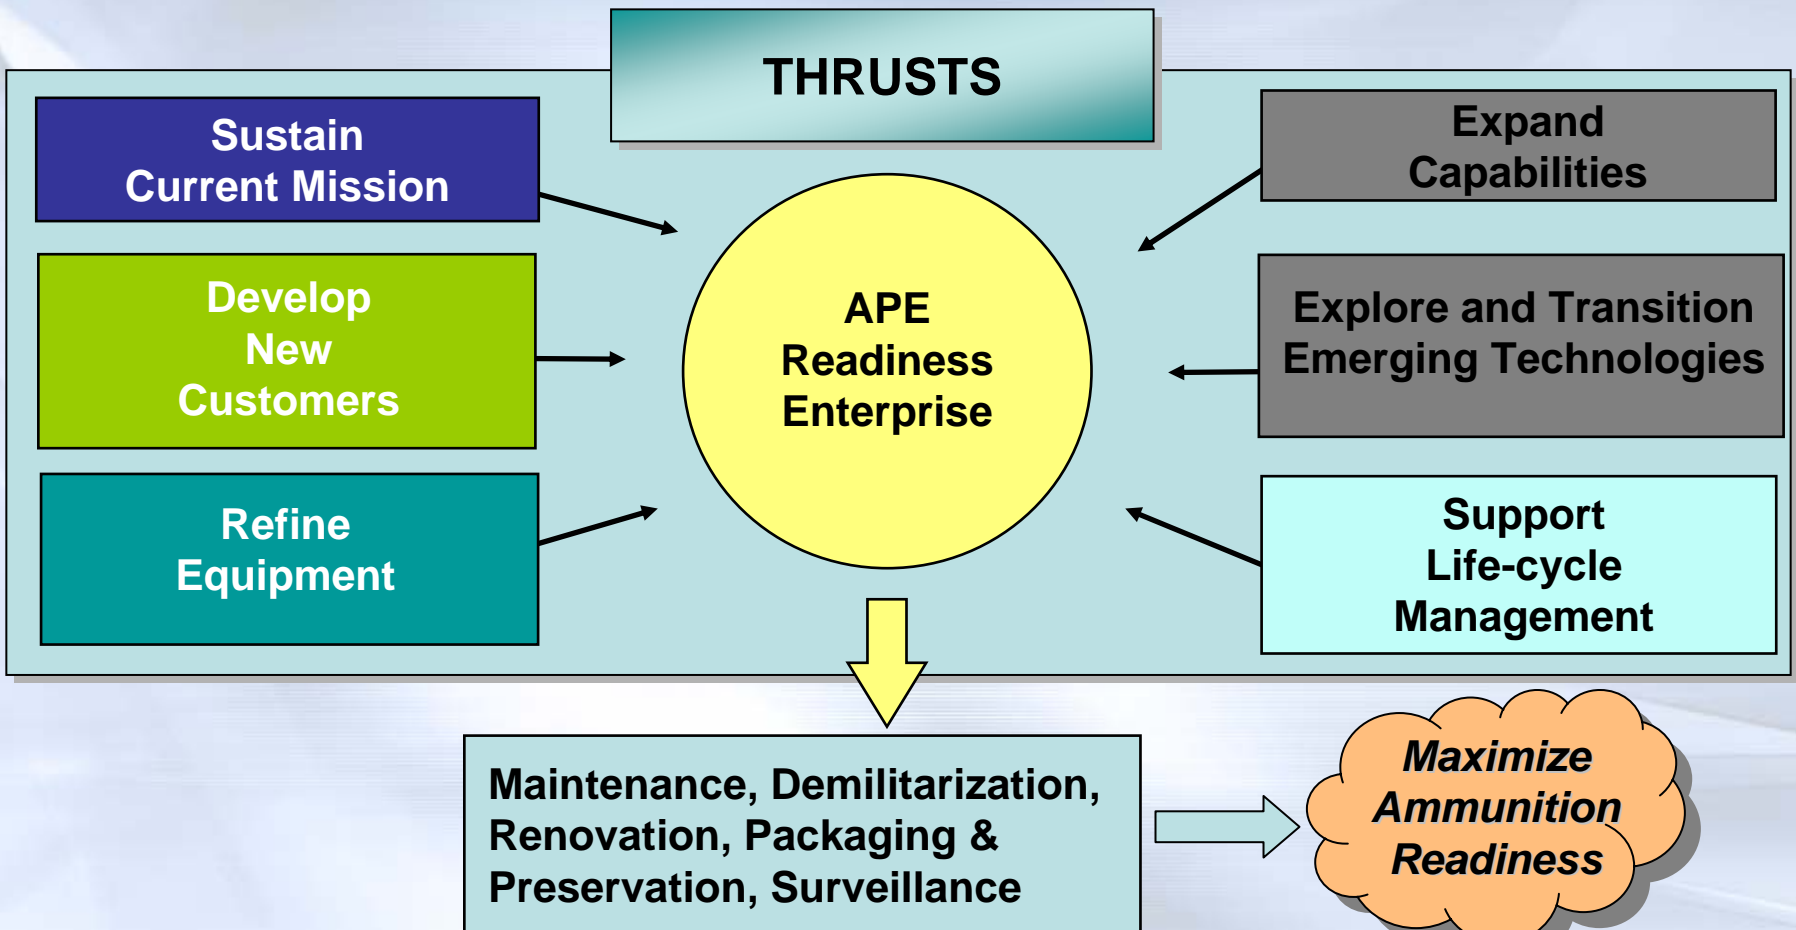 THRUSTS
Sustain
Current Mission
Develop
New
Customers
Refine
Equipment
APE
Readiness
Enterprise
Expand
Capabilities
Explore and Transition
Emerging Technologies
Support
Life-cycle
Management
Maintenance, Demilitarization,
Renovation, Packaging &
Preservation, Surveillance
Maximize
Ammunition
Readiness